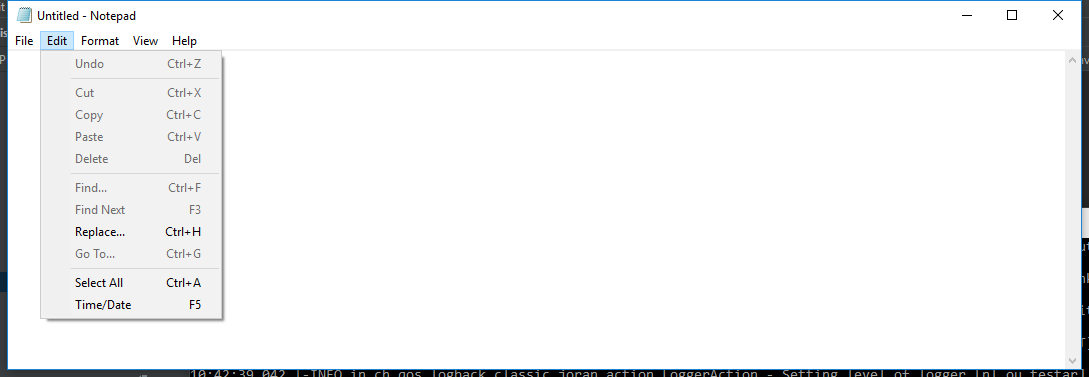 Untitled - Notepad
File Edit Format View Help
Undo Ctrl+Z
Cut Ctrl+X
Copy Ctrl+C
Paste Ctrl+V
Delete Del
Find... Ctrl+F
Find Next F3
Replace... Ctrl+H
Go To... Ctrl+G
Select All Ctrl+A
Time/Date F5
10:42:39,042 |-INFO in ch.qos.logback.classic.joran.action.LoggerAction - Setting level of logger [nl.ou.testar